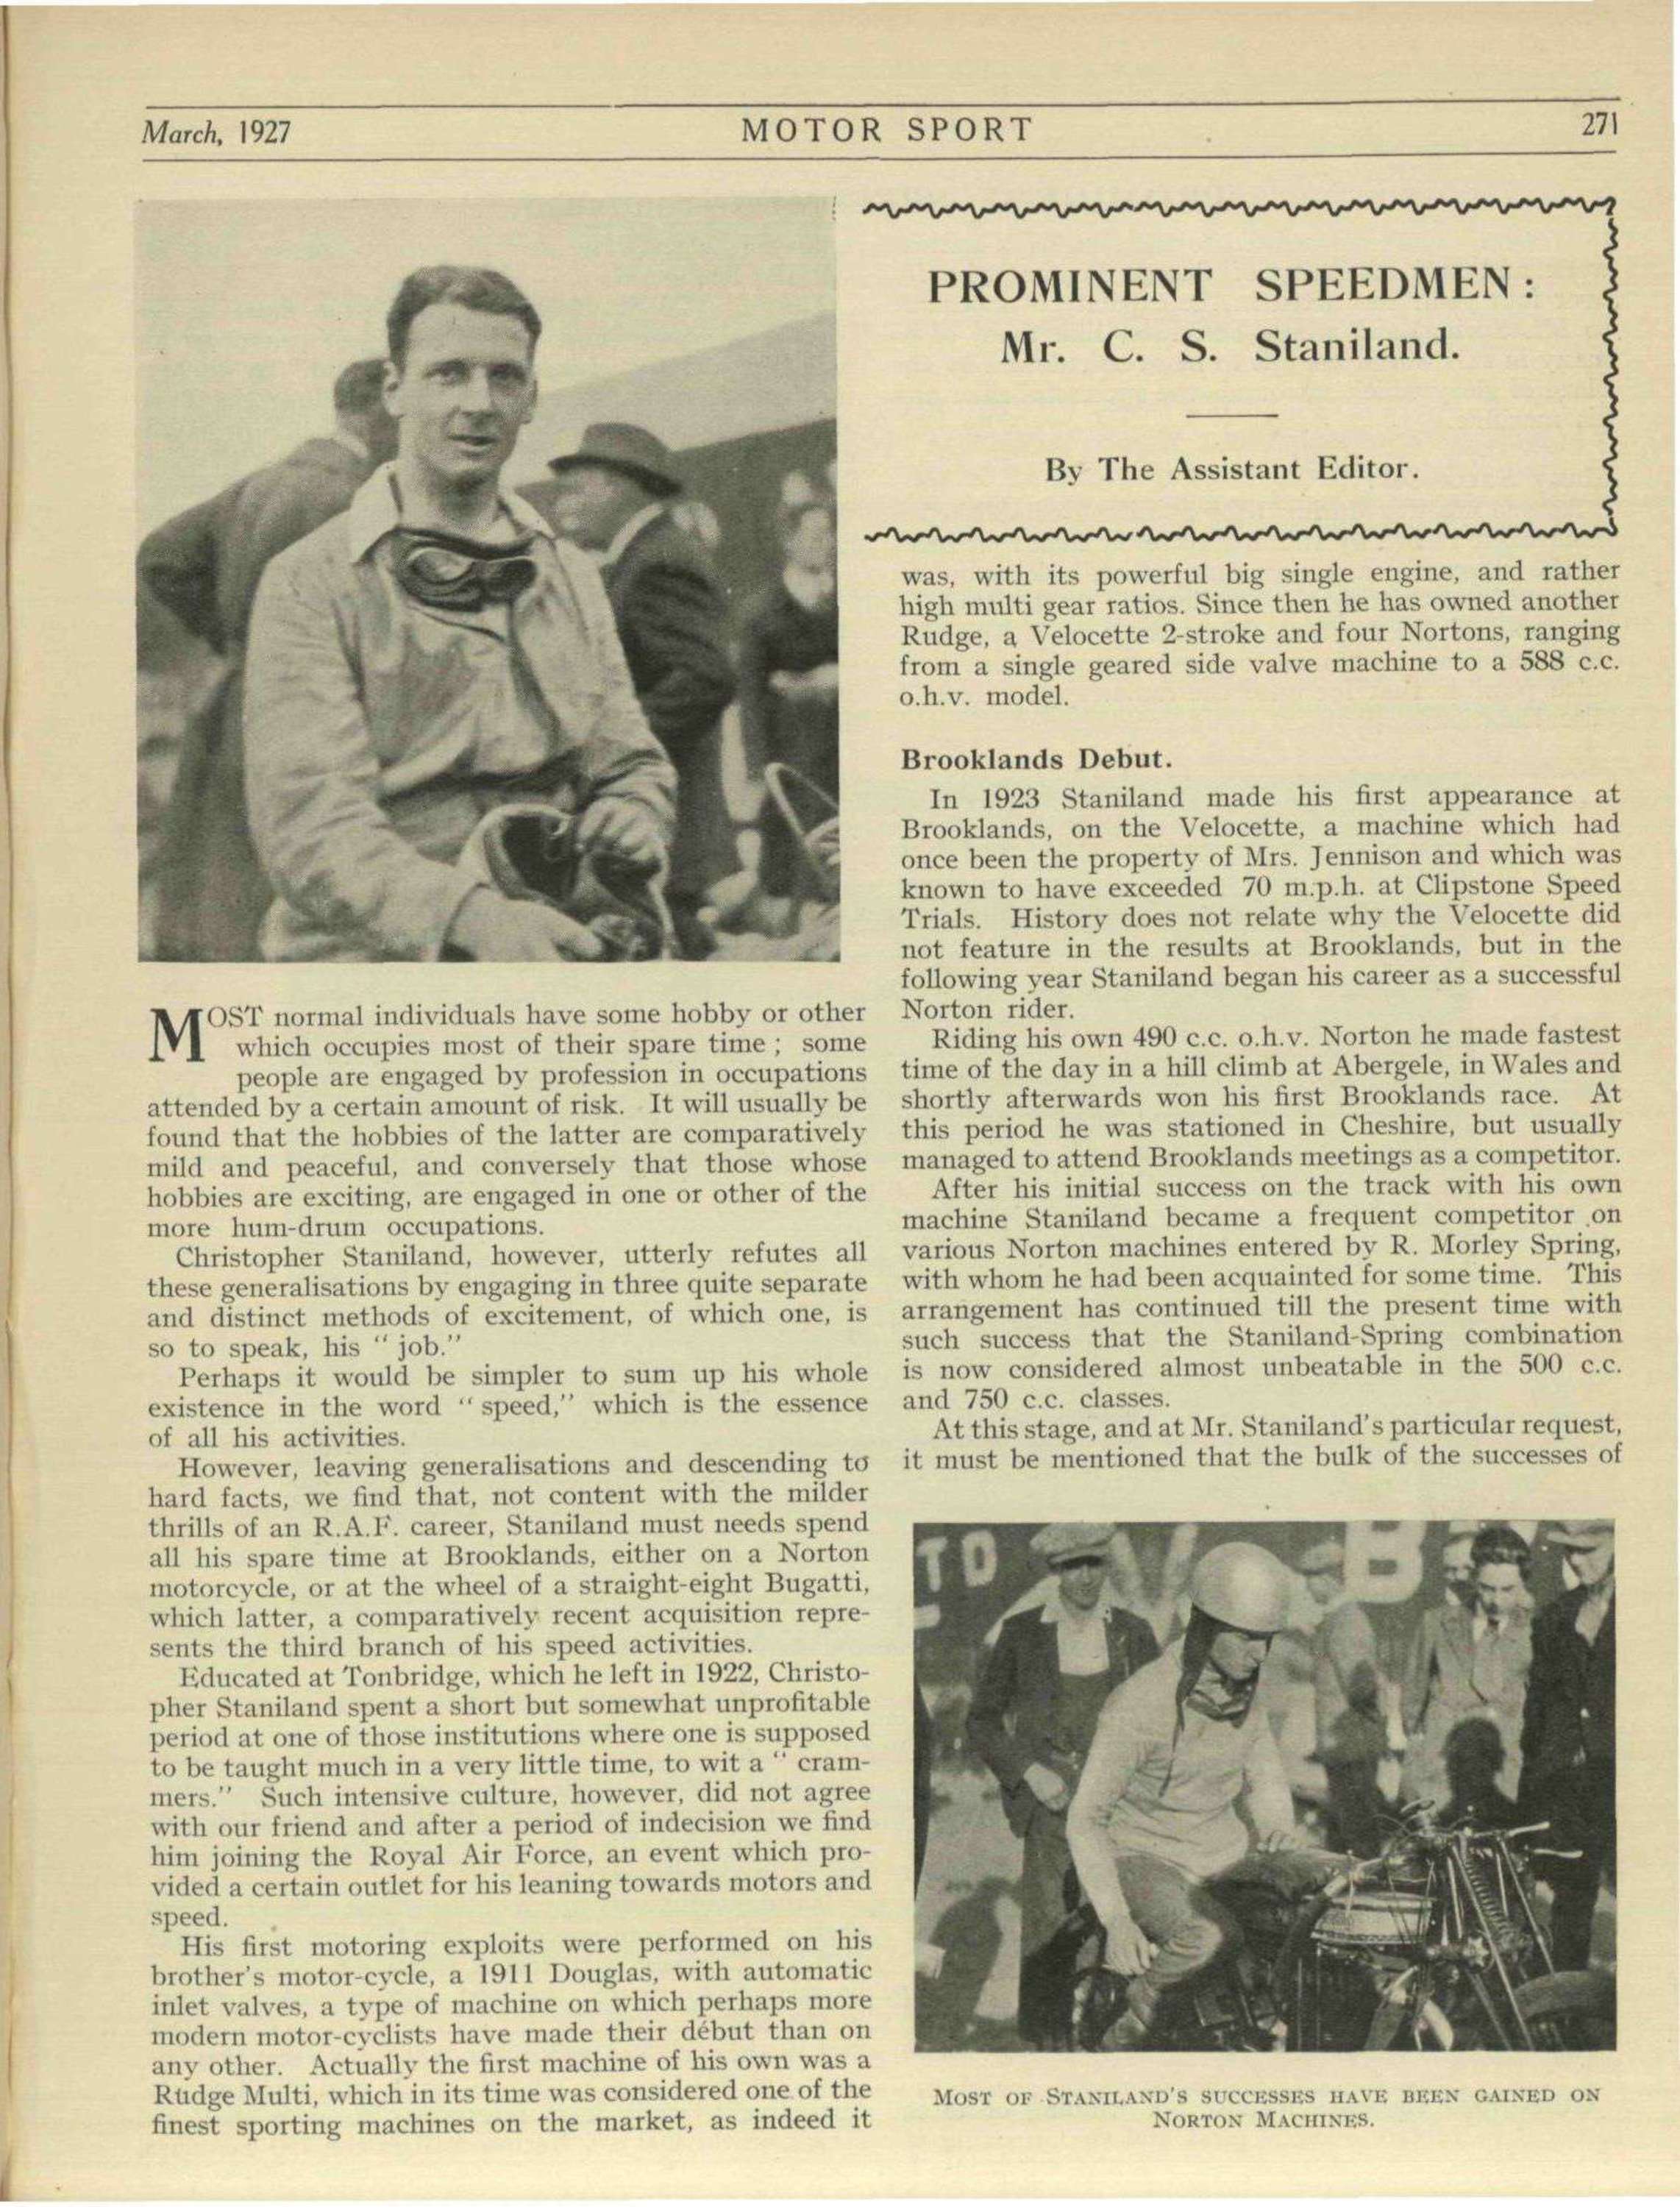 March, 1927
MOTOR SPORT
271
PROMINENT SPEEDMEN:
Mr. C. S. Staniland.
By The Assistant Editor.
MOST normal individuals have some hobby or other
which occupies most of their spare time; some
people are engaged by profession in occupations
attended by a certain amount of risk. It will usually be
found that the hobbies of the latter are comparatively
mild and peaceful, and conversely that those whose
hobbies are exciting, are engaged in one or other of the
more hum-drum occupations.
Christopher Staniland, however, utterly refutes all
these generalisations by engaging in three quite separate
and distinct methods of excitement, of which one, is
so to speak, his "job."
Perhaps it would be simpler to sum up his whole
existence in the word "speed," which is the essence
of all his activities.
However, leaving generalisations and descending to
hard facts, we find that, not content with the milder
thrills of an R.A.F. career, Staniland must needs spend
all his spare time at Brooklands, either on a Norton
motorcycle, or at the wheel of a straight-eight Bugatti,
which latter, a comparatively recent acquisition repre-
sents the third branch of his speed activities.
Educated at Tonbridge, which he left in 1922, Christo-
pher Staniland spent a short but somewhat unprofitable
period at one of those institutions where one is supposed
to be taught much in a very little time, to wit a "cram-
mers." Such intensive culture, however, did not agree
with our friend and after a period of indecision we find
him joining the Royal Air Force, an event which pro-
vided a certain outlet for his leaning towards motors and
speed.
His first motoring exploits were performed on his
brother's motor-cycle, a 1911 Douglas, with automatic
inlet valves, a type of machine on which perhaps more
modern motor-cyclists have made their début than on
any other. Actually the first machine of his own was a
Rudge Multi, which in its time was considered one of the
finest sporting machines on the market, as indeed it
was, with its powerful big single engine, and rather
high multi gear ratios. Since then he has owned another
Rudge, a Velocette 2-stroke and four Nortons, ranging
from a single geared side valve machine to a 588 c.c.
o.h.v. model.
Brooklands Debut.
In 1923 Staniland made his first appearance at
Brooklands, on the Velocette, a machine which had
once been the property of Mrs. Jennison and which was
known to have exceeded 70 m.p.h. at Clipstone Speed
Trials. History does not relate why the Velocette did
not feature in the results at Brooklands, but in the
following year Staniland began his career as a successful
Norton rider.
Riding his own 490 c.c. o.h.v. Norton he made fastest
time of the day in a hill climb at Abergele, in Wales and
shortly afterwards won his first Brooklands race. At
this period he was stationed in Cheshire, but usually
managed to attend Brooklands meetings as a competitor.
After his initial success on the track with his own
machine Staniland became a frequent competitor on
various Norton machines entered by R. Morley Spring,
with whom he had been acquainted for some time. This
arrangement has continued till the present time with
such success that the Staniland-Spring combination
is now considered almost unbeatable in the 500 c.c.
and 750 c.c. classes.
At this stage, and at Mr. Staniland's particular request,
it must be mentioned that the bulk of the successes of
TO
B
MOST OF STANILAND'S SUCCESSES HAVE BEEN GAINED ON
NORTON MACHINES.